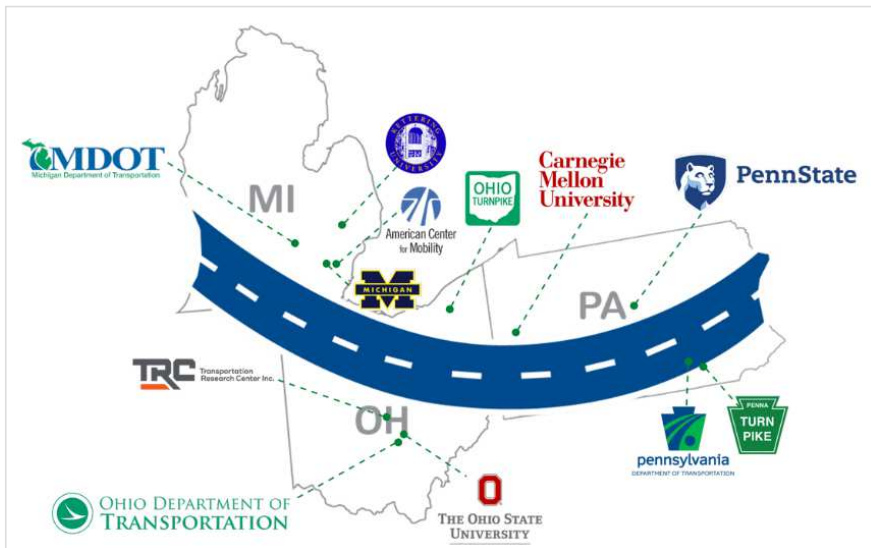 KETTERING
UNIVERSITY
MDOT
Michigan Department of Transportation
MI
American Center
for Mobility
OHIO
TURNPIKE
Carnegie
Mellon
University
PennState
M
MICHIGAN
PA
TRC
Transportation
Research Center Inc.
OH
PENNA
TURN
PIKE
pennsylvania
DEPARTMENT OF TRANSPORTATION
OHIO DEPARTMENT OF
TRANSPORTATION
O
THE OHIO STATE
UNIVERSITY